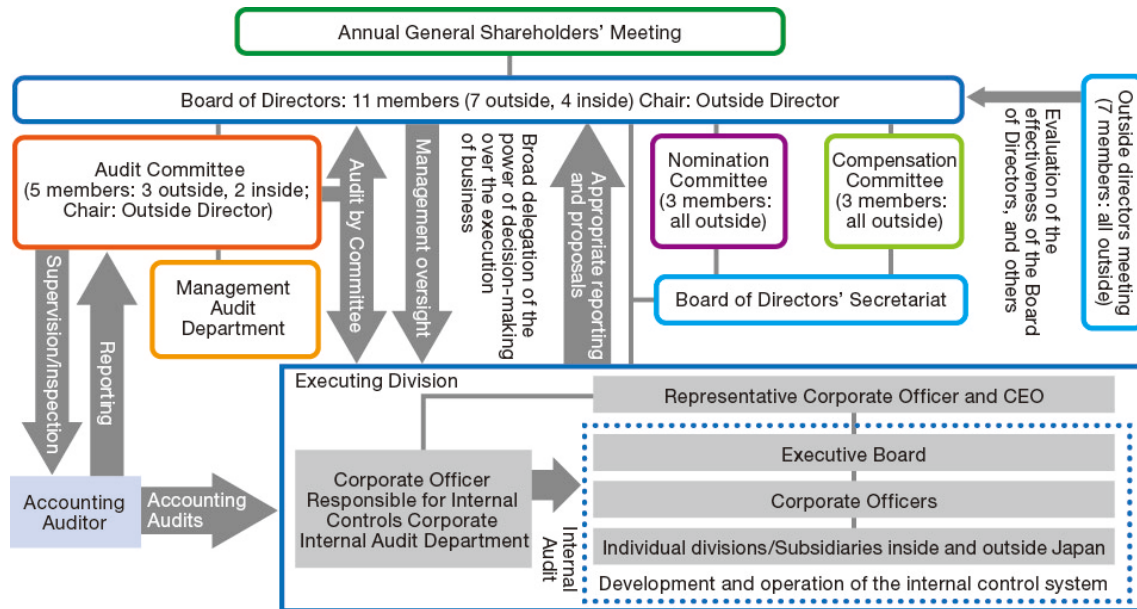 Annual General Shareholders' Meeting
Board of Directors: 11 members (7 outside, 4 inside) Chair: Outside Director
Audit Committee
(5 members: 3 outside, 2 inside;
Chair: Outside Director)
Management
Audit
Department
Supervision/inspection
Reporting
Audit by Committee
Management oversight
Broad delegation of the
power of decision-making
over the execution
of business
Appropriate reporting
and proposals
Nomination
Committee
(3 members:
all outside)
Compensation
Committee
(3 members:
all outside)
Board of Directors' Secretariat
Evaluation of the
effectiveness of the Board
of Directors, and others
Outside directors meeting
(7 members: all outside)
Accounting
Auditor
Accounting
Audits
Executing Division
Representative Corporate Officer and CEO
Corporate Officer
Responsible for Internal
Controls Corporate
Internal Audit Department
Internal
Audit
Executive Board
Corporate Officers
Individual divisions/Subsidiaries inside and outside Japan
Development and operation of the internal control system